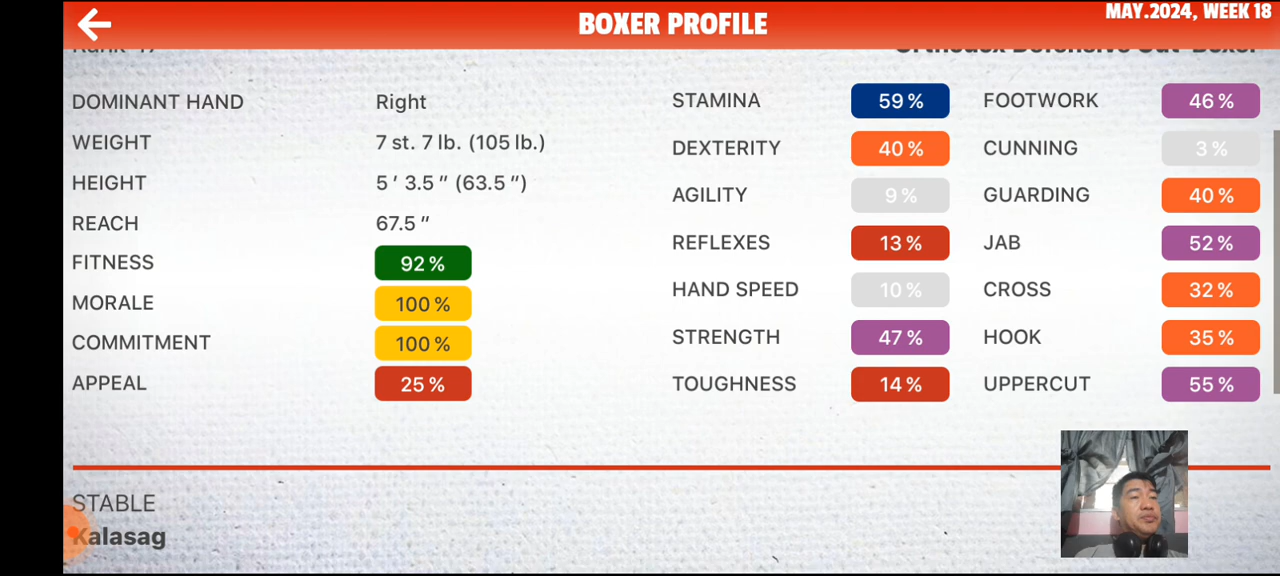 BOXER PROFILE
MAY.2024, WEEK 18
DOMINANT HAND Right
WEIGHT 7 st. 7 lb. (105 lb.)
HEIGHT 5 ' 3.5 " (63.5 ")
REACH 67.5 "
FITNESS 92 %
MORALE 100 %
COMMITMENT 100 %
APPEAL 25 %
STAMINA 59 %
DEXTERITY 40 %
AGILITY 9 %
REFLEXES 13 %
HAND SPEED 10 %
STRENGTH 47 %
TOUGHNESS 14 %
FOOTWORK 46 %
CUNNING 3 %
GUARDING 40 %
JAB 52 %
CROSS 32 %
HOOK 35 %
UPPERCUT 55 %
STABLE
Kalasag